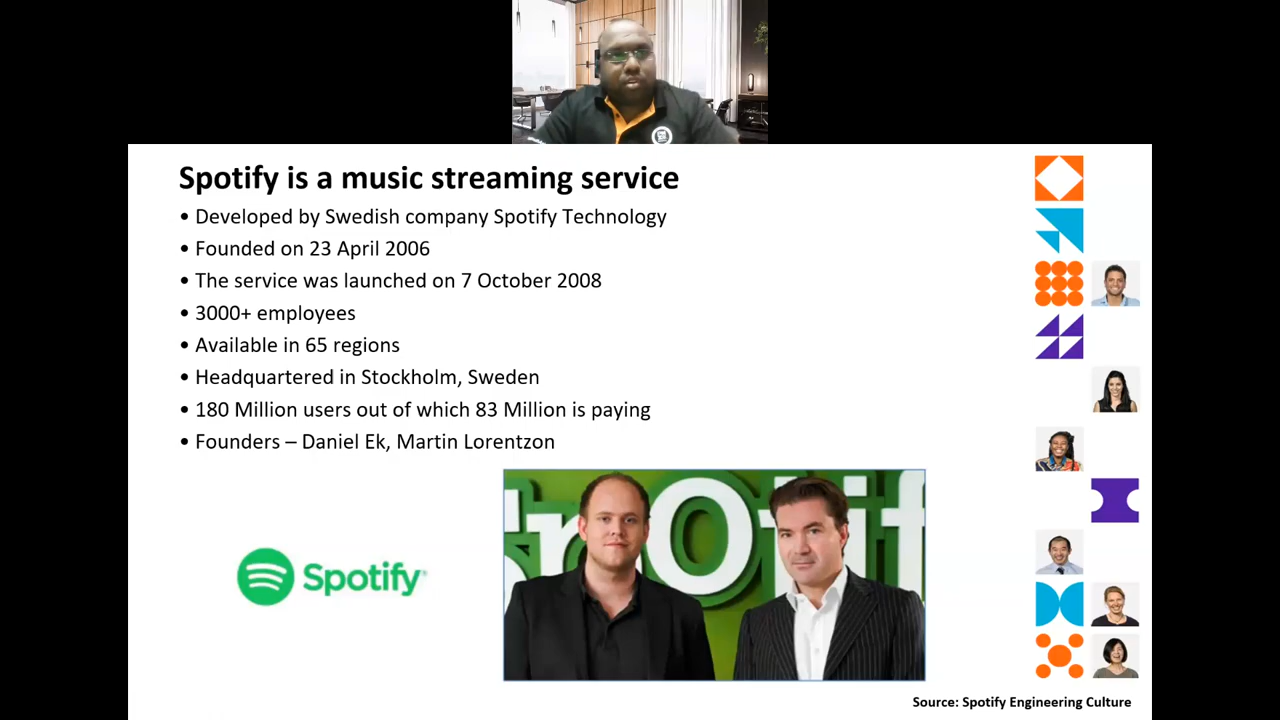 Spotify is a music streaming service
• Developed by Swedish company Spotify Technology
• Founded on 23 April 2006
• The service was launched on 7 October 2008
• 3000+ employees
• Available in 65 regions
• Headquartered in Stockholm, Sweden
• 180 Million users out of which 83 Million is paying
• Founders – Daniel Ek, Martin Lorentzon
Spotify
Spotify®
Source: Spotify Engineering Culture